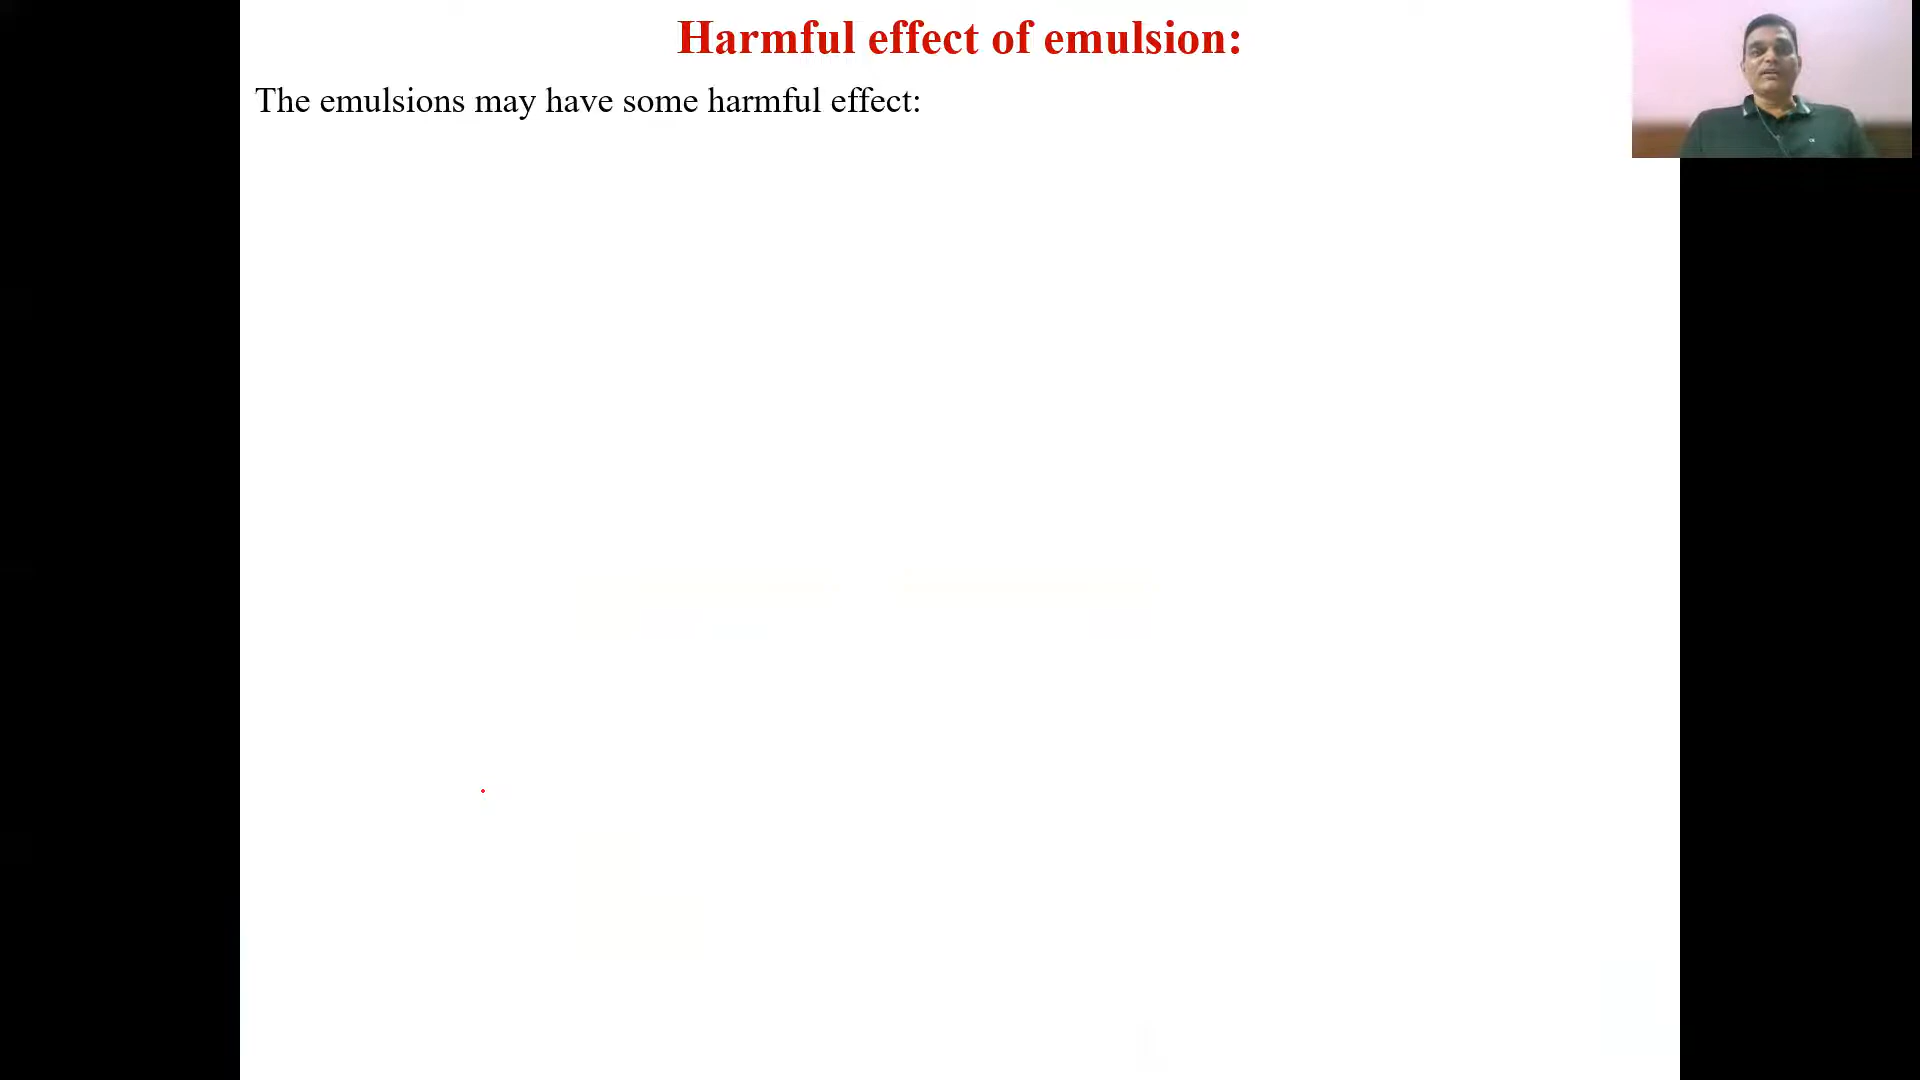 Harmful effect of emulsion:
The emulsions may have some harmful effect: